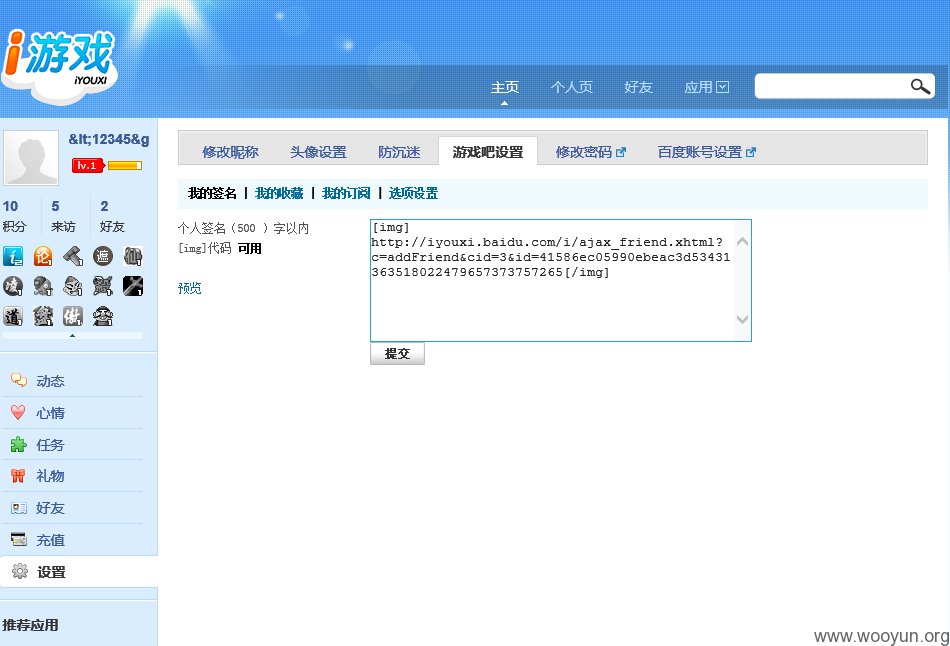 i游戏
iYOUXI
主页 个人页 好友 应用
&lt;12345&g
lv.1
10 5 2
积分 来访 好友
修改昵称 头像设置 防沉迷 游戏吧设置 修改密码 百度账号设置
我的签名 | 我的收藏 | 我的订阅 | 选项设置
个人签名(500 )字以内
[img]代码 可用
预览
[img]
http://iyouxi.baidu.com/i/ajax_friend.xhtml?
c=addFriend&cid=3&id=41586ec05990ebeac3d53431
363518022479657373757265[/img]
提交
动态
心情
任务
礼物
好友
充值
设置
推荐应用
www.wooyun.org